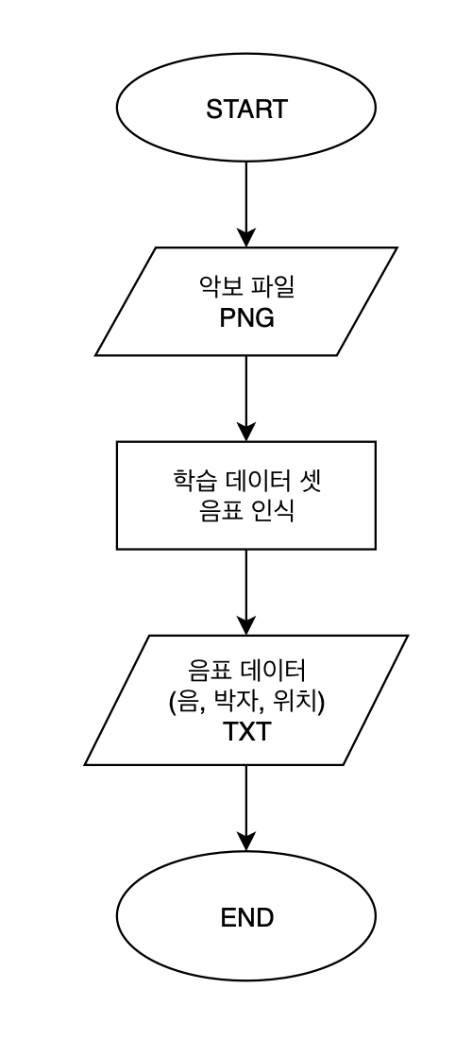 START
악보 파일
PNG
학습 데이터 셋
음표 인식
음표 데이터
(음, 박자, 위치)
TXT
END